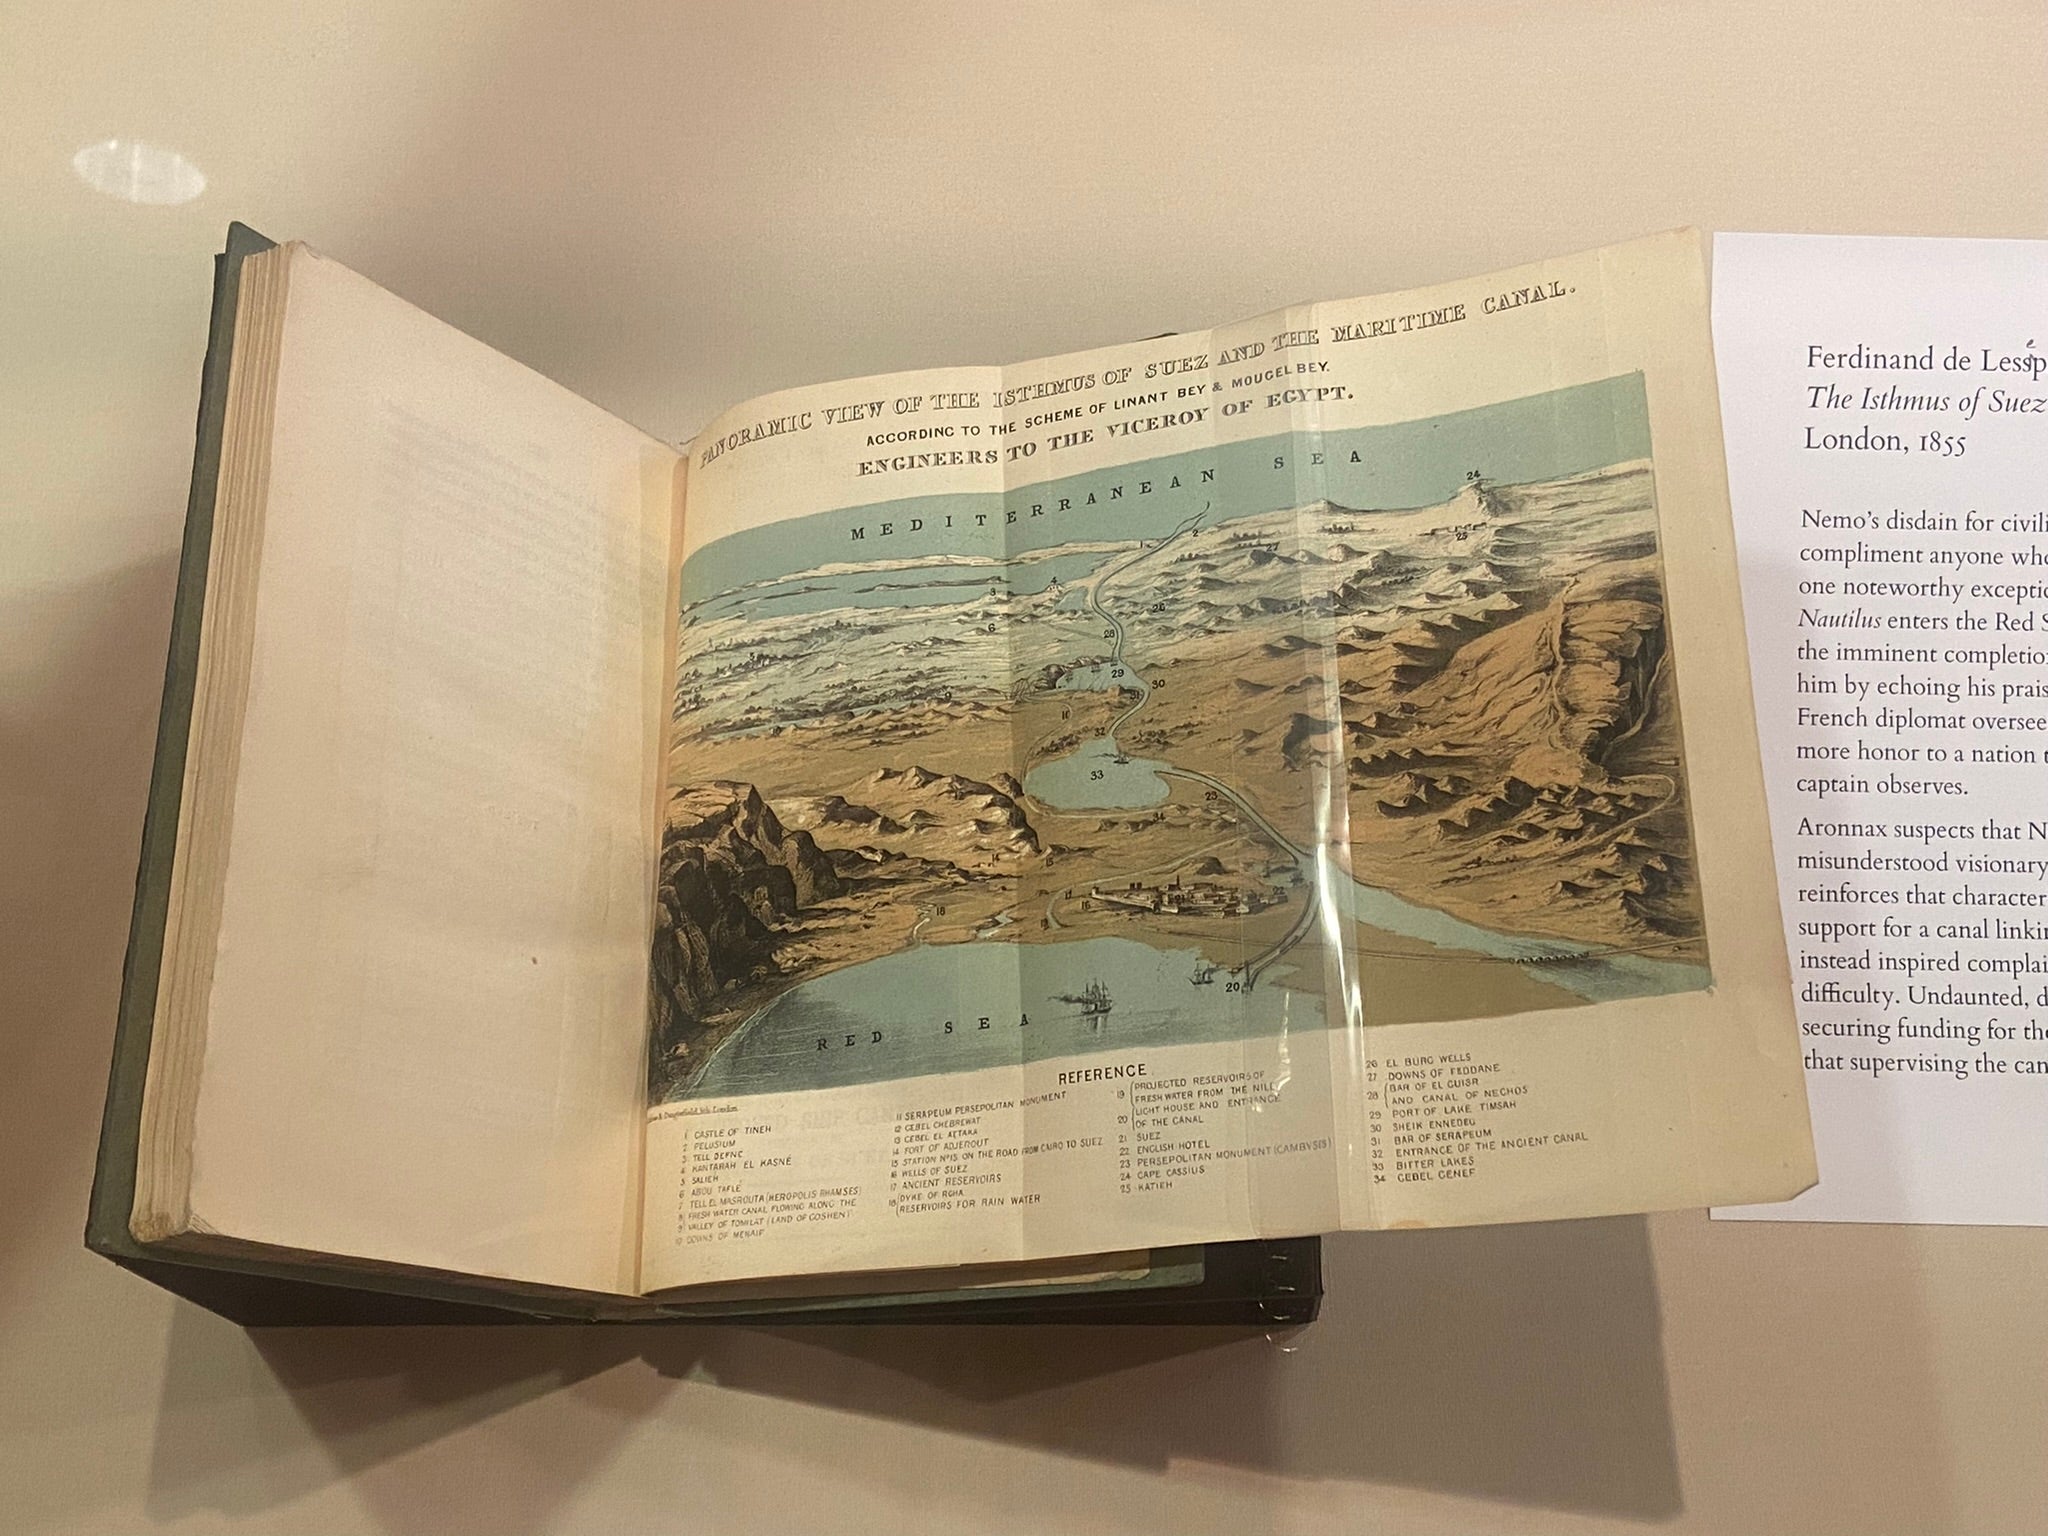 PANORAMIC VIEW OF THE ISTHMUS OF SUEZ AND THE MARITIME CANAL.
ACCORDING TO THE SCHEME OF LINANT BEY & MOUGEL BEY.
ENGINEERS TO THE VICEROY OF EGYPT.
MEDITERRANEAN SEA
RED SEA
REFERENCE
1 CASTLE OF TINEH
2 PELUSIUM
3 TELL DEFNE
4 KANTARAH EL KASNÉ
5 SALIEH
6 ABOU TAFLÉ
7 TELL EL MASROUTA (HEROPOLIS RHAMSES)
8 FRESH WATER CANAL FLOWING ALONG THE
9 VALLEY OF TOMILAT (LAND OF GOSHEN)
10 DOWNS OF MENAIF
11 SERAPEUM PERSEPOLITAN MONUMENT
12 GEBEL CHEBREWAT
13 GEBEL EL ATTAKA
14 FORT OF ADJEROUT
15 STATION Nº15 ON THE ROAD FROM CAIRO TO SUEZ
16 WELLS OF SUEZ
17 ANCIENT RESERVOIRS
18 DYKE OF
RESERVOIRS FOR RAIN WATER
19 PROJECTED RESERVOIRS OF
FRESH WATER FROM THE NILE
20 LIGHT HOUSE AND ENTRANCE
OF THE CANAL
21 SUEZ
22 ENGLISH HOTEL
23 PERSEPOLITAN MONUMENT (CAMBYSIS)
24 CAPE CASSIUS
25 KATIEH
26 EL BURG WELLS
27 DOWNS OF FEDDANE
28 BAR OF EL GUISR
AND CANAL OF NECHOS
29 PORT OF LAKE TIMSAH
30 SHEIK ENNEDEU
31 BAR OF SERAPEUM
32 ENTRANCE OF THE ANCIENT CANAL
33 BITTER LAKES
34 GEBEL GENEF
Ferdinand de Lessép
The Isthmus of Suez
London, 1855
Nemo's disdain for civili
compliment anyone who
one noteworthy exceptio
Nautilus enters the Red S
the imminent completio
him by echoing his prais
French diplomat oversee
more honor to a nation t
captain observes.
Aronnax suspects that N
misunderstood visionary
reinforces that character
support for a canal linkin
instead inspired complai
difficulty. Undaunted, d
securing funding for the
that supervising the can